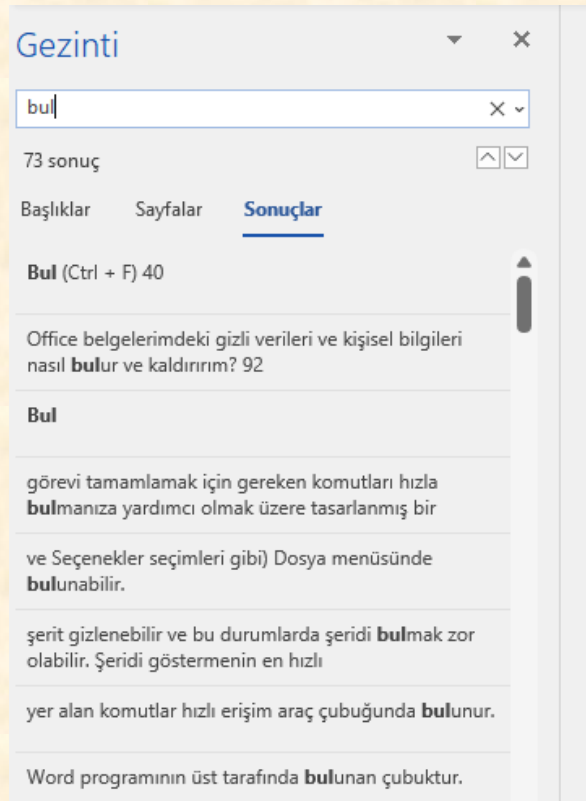 Gezinti
bul
73 sonuç
Başlıklar Sayfalar Sonuçlar
Bul (Ctrl + F) 40
Office belgelerimdeki gizli verileri ve kişisel bilgileri
nasıl bulur ve kaldırırım? 92
Bul
görevi tamamlamak için gereken komutları hızla
bulmanıza yardımcı olmak üzere tasarlanmış bir
ve Seçenekler seçimleri gibi) Dosya menüsünde
bulunabilir.
şerit gizlenebilir ve bu durumlarda şeridi bulmak zor
olabilir. Şeridi göstermenin en hızlı
yer alan komutlar hızlı erişim araç çubuğunda bulunur.
Word programının üst tarafında bulunan çubuktur.